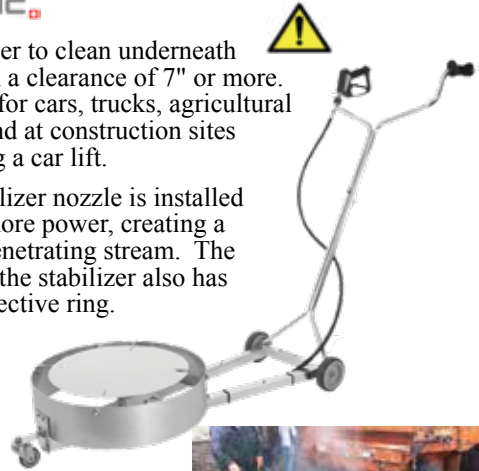 er to clean underneath
a clearance of 7" or more.
for cars, trucks, agricultural
nd at construction sites
g a car lift.
lizer nozzle is installed
ore power, creating a
enetrating stream. The
the stabilizer also has
ective ring.